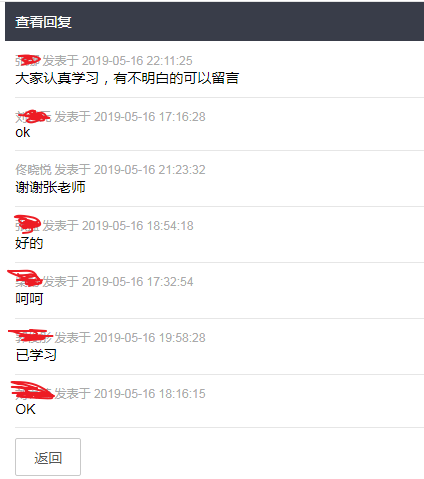 查看回复
发表于 2019-05-16 22:11:25
大家认真学习，有不明白的可以留言
发表于 2019-05-16 17:16:28
ok
佟晓悦 发表于 2019-05-16 21:23:32
谢谢张老师
发表于 2019-05-16 18:54:18
好的
发表于 2019-05-16 17:32:54
呵呵
发表于 2019-05-16 19:58:28
已学习
发表于 2019-05-16 18:16:15
OK
返回